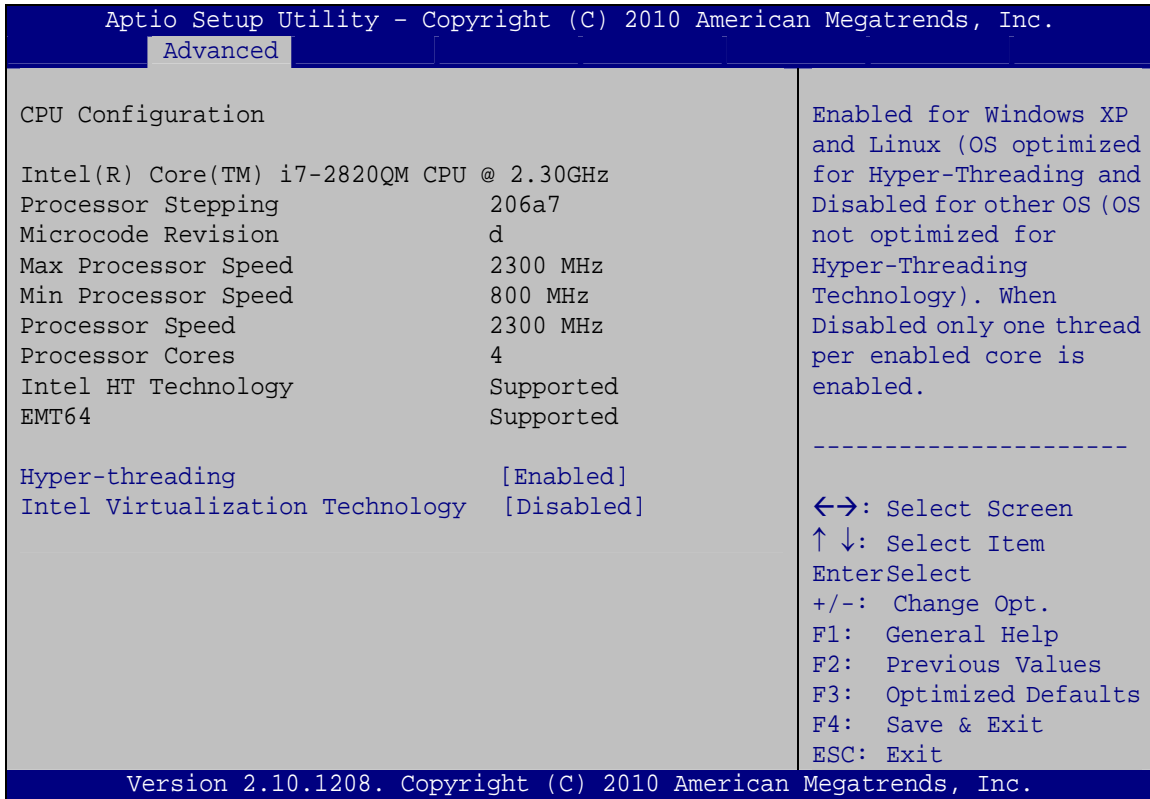 Aptio Setup Utility – Copyright (C) 2010 American Megatrends, Inc.
Advanced
CPU Configuration
Intel(R) Core(TM) i7-2820QM CPU @ 2.30GHz
Processor Stepping 206a7
Microcode Revision d
Max Processor Speed 2300 MHz
Min Processor Speed 800 MHz
Processor Speed 2300 MHz
Processor Cores 4
Intel HT Technology Supported
EMT64 Supported
Hyper-threading [Enabled]
Intel Virtualization Technology [Disabled]
Enabled for Windows XP
and Linux (OS optimized
for Hyper-Threading and
Disabled for other OS (OS
not optimized for
Hyper-Threading
Technology). When
Disabled only one thread
per enabled core is
enabled.
----------------------
←→: Select Screen
↑ ↓: Select Item
EnterSelect
+/-: Change Opt.
F1: General Help
F2: Previous Values
F3: Optimized Defaults
F4: Save & Exit
ESC: Exit
Version 2.10.1208. Copyright (C) 2010 American Megatrends, Inc.